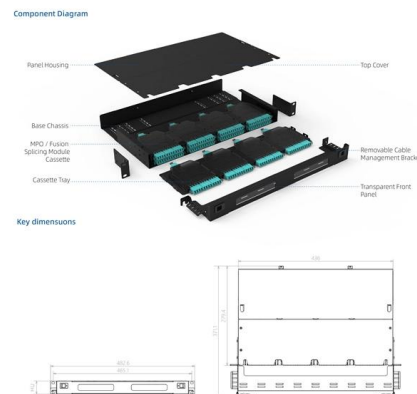 Component Diagram
Panel Housing
Top Cover
Base Chassis
MPO / Fusion
Splicing Module
Cassette
Removable Cable
Management Brack
Cassette Tray
Transparent Front
Panel
Key dimensuons